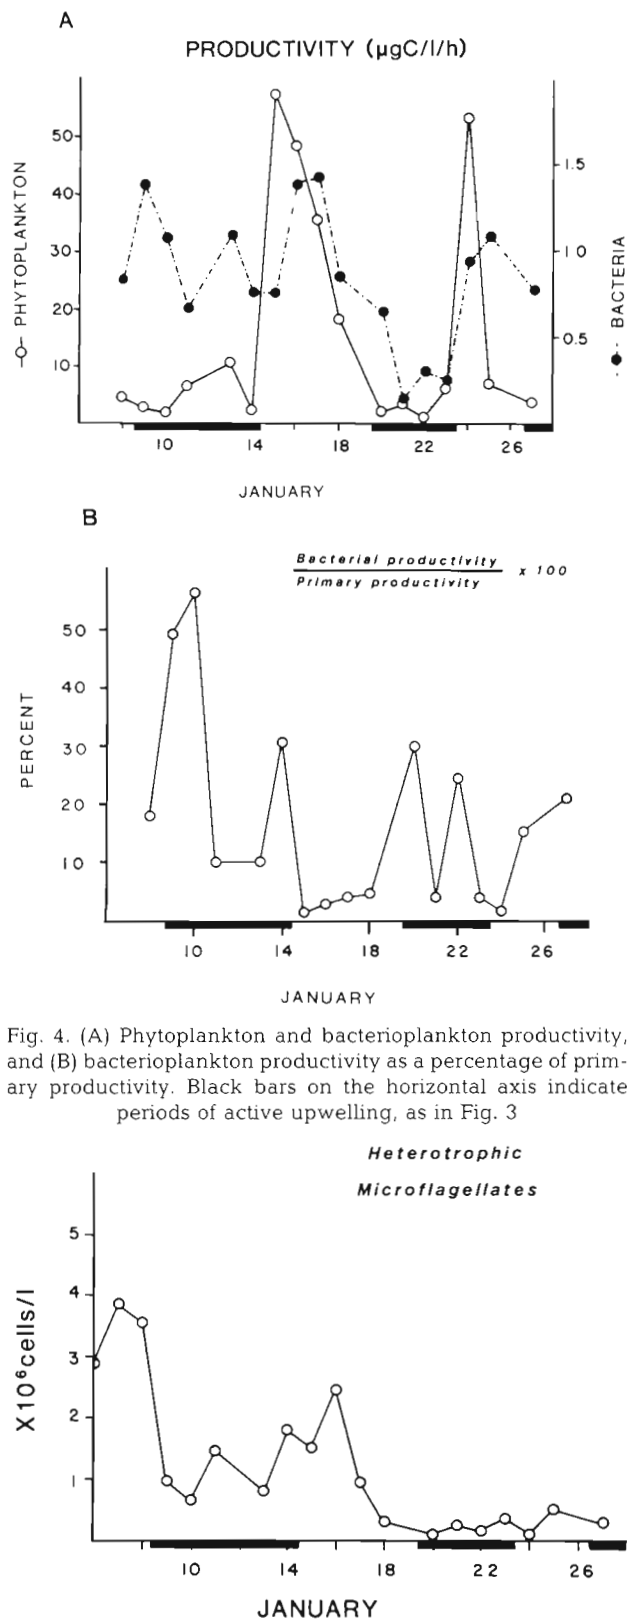 A
PRODUCTIVITY (µgC/l/h)
PHYTOPLANKTON
50
40
30
20
10
1.5
1.0
0.5
BACTERIA
10 14 18 22 26
JANUARY
B
Bacterial productivity
Primary productivity
x 100
PERCENT
50
40
30
20
10
10 14 18 22 26
JANUARY
Fig. 4. (A) Phytoplankton and bacterioplankton productivity,
and (B) bacterioplankton productivity as a percentage of prim-
ary productivity. Black bars on the horizontal axis indicate
periods of active upwelling, as in Fig. 3
Heterotrophic
Microflagellates
X10⁶cells/l
5
4
3
2
1
10 14 18 22 26
JANUARY